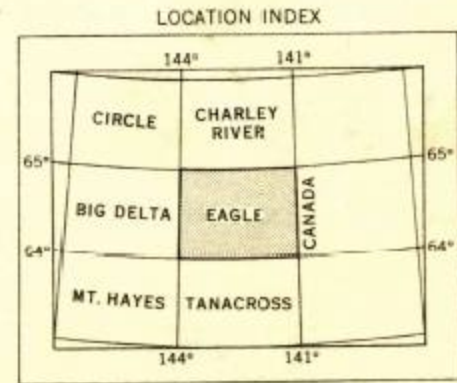 LOCATION INDEX
144° 141°
CIRCLE CHARLEY RIVER
65° 65°
BIG DELTA EAGLE CANADA
64° 64°
MT. HAYES TANACROSS
144° 141°